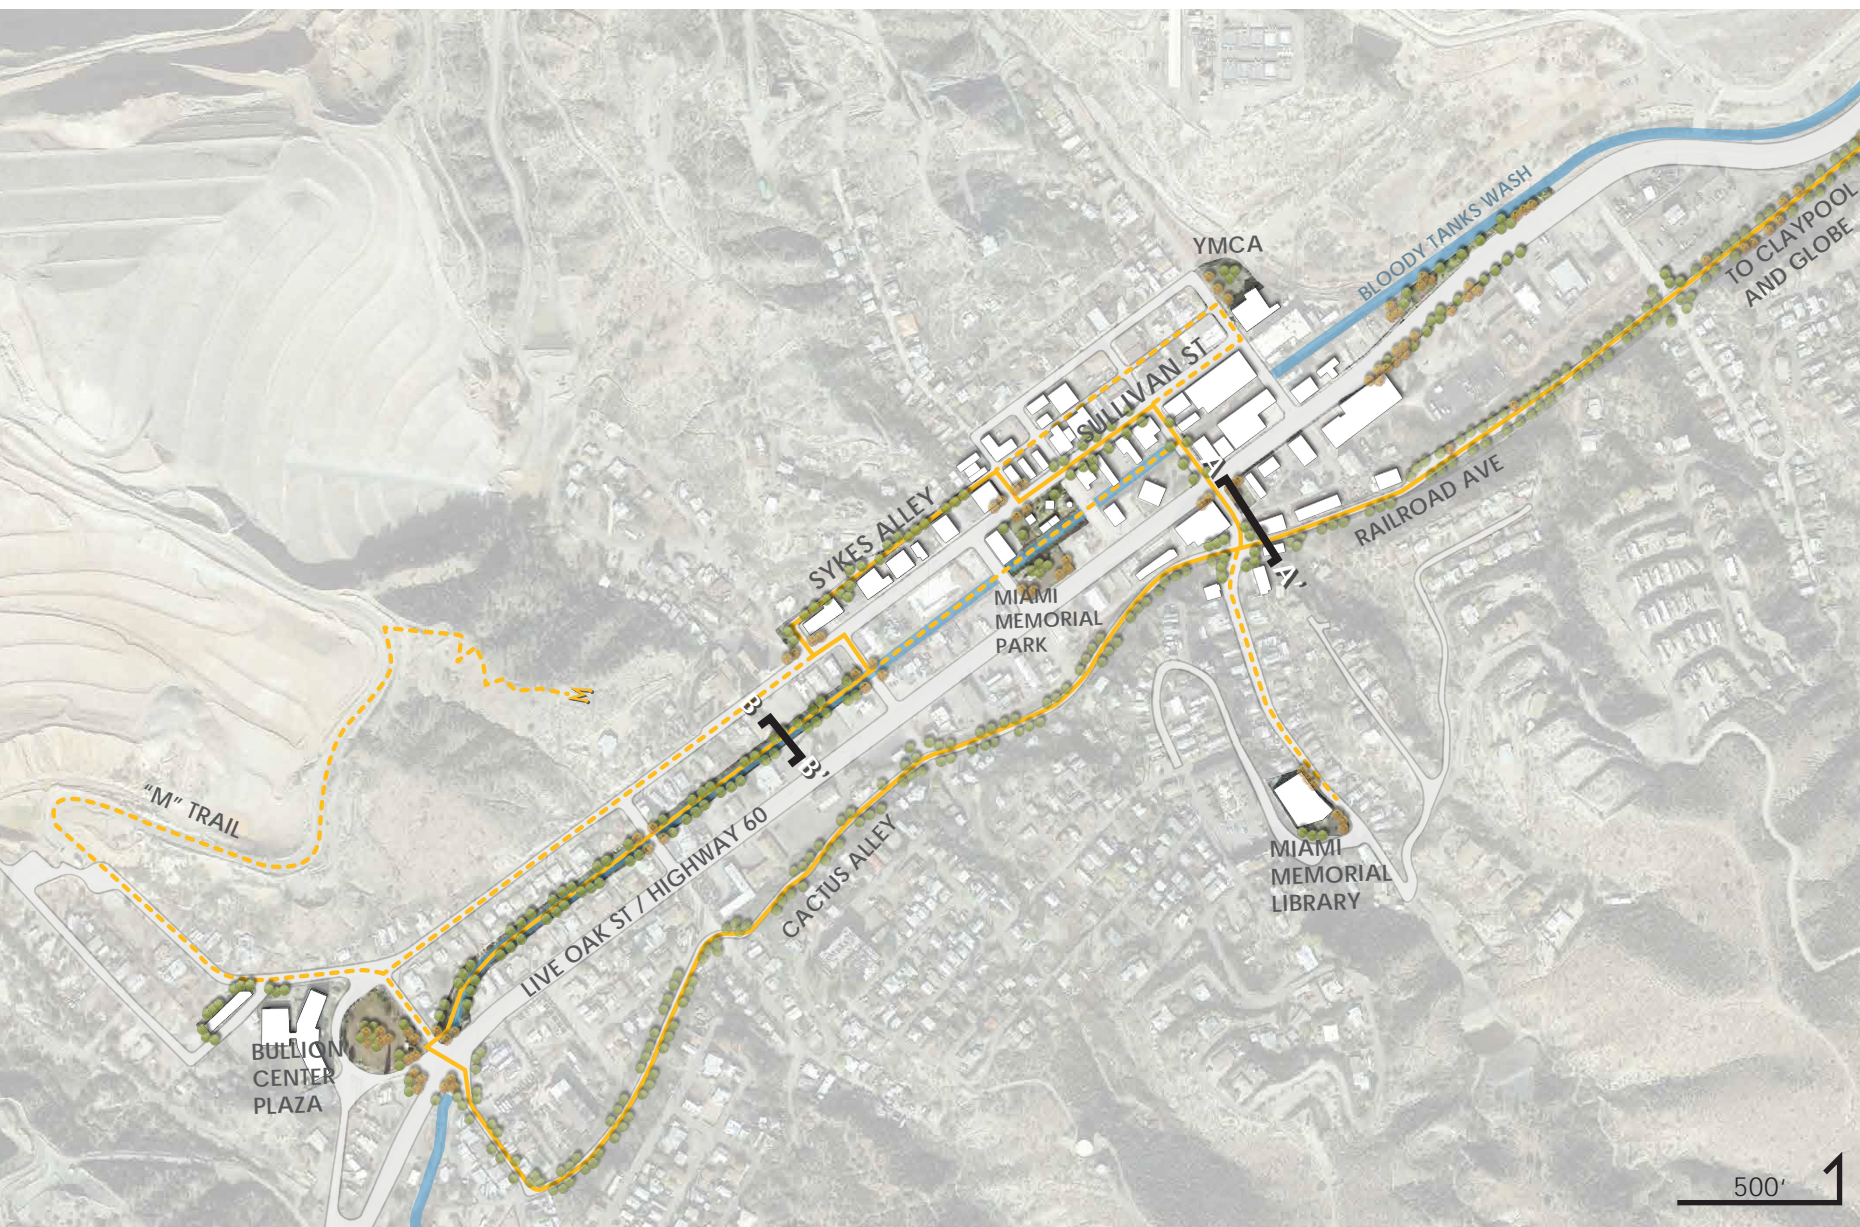 YMCA
BLOODY TANKS WASH
TO CLAYPOOL
AND GLOBE
SULLIVAN ST
A
A'
RAILROAD AVE
SYKES ALLEY
MIAMI
MEMORIAL
PARK
M
B
B'
"M" TRAIL
LIVE OAK ST / HIGHWAY 60
CACTUS ALLEY
MIAMI
MEMORIAL
LIBRARY
BULLION
CENTER
PLAZA
500'